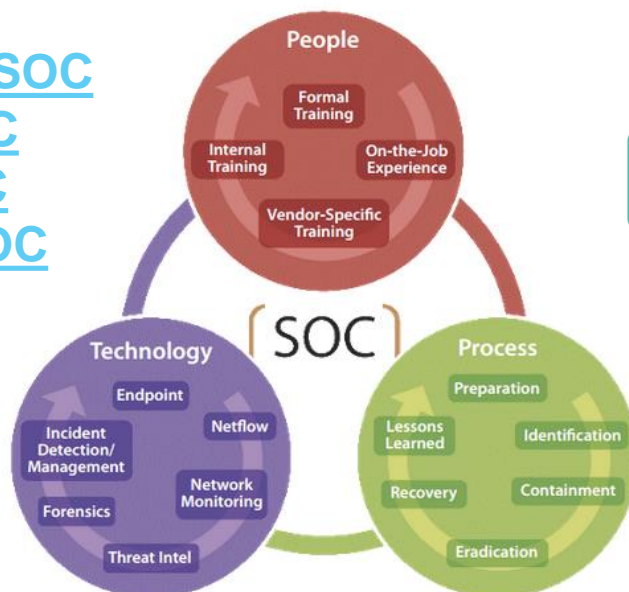 SOC
C
C
OC
People
Formal
Training
Internal
Training
On-the-Job
Experience
Vendor-Specific
Training
[SOC]
Technology
Endpoint
Netflow
Incident
Detection/
Management
Network
Monitoring
Forensics
Threat Intel
Process
Preparation
Lessons
Learned
Identification
Recovery
Containment
Eradication